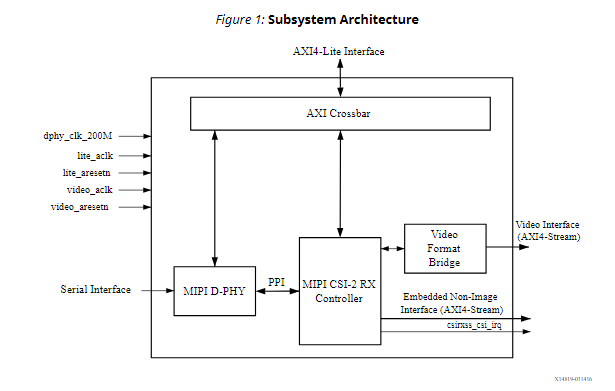 Figure 1: Subsystem Architecture
AXI4-Lite Interface
AXI Crossbar
dphy_clk_200M
lite_aclk
lite_aresetn
video_aclk
video_aresetn
Video
Format
Bridge
Video Interface
(AXI4-Stream)
Serial Interface
MIPI D-PHY
PPI
MIPI CSI-2 RX
Controller
Embedded Non-Image
Interface (AXI4-Stream)
csirxss_csi_irq
X14819-011416